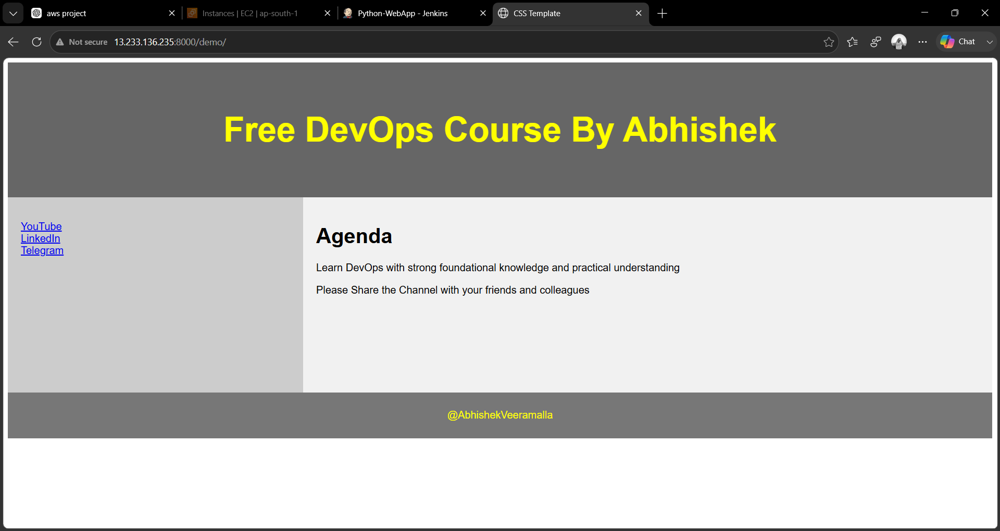 aws project
Instances | EC2 | ap-south-1
Python-WebApp - Jenkins
CSS Template
Not secure
13.233.136.235:8000/demo/
Chat
Free DevOps Course By Abhishek
YouTube
LinkedIn
Telegram
Agenda
Learn DevOps with strong foundational knowledge and practical understanding
Please Share the Channel with your friends and colleagues
@AbhishekVeeramalla